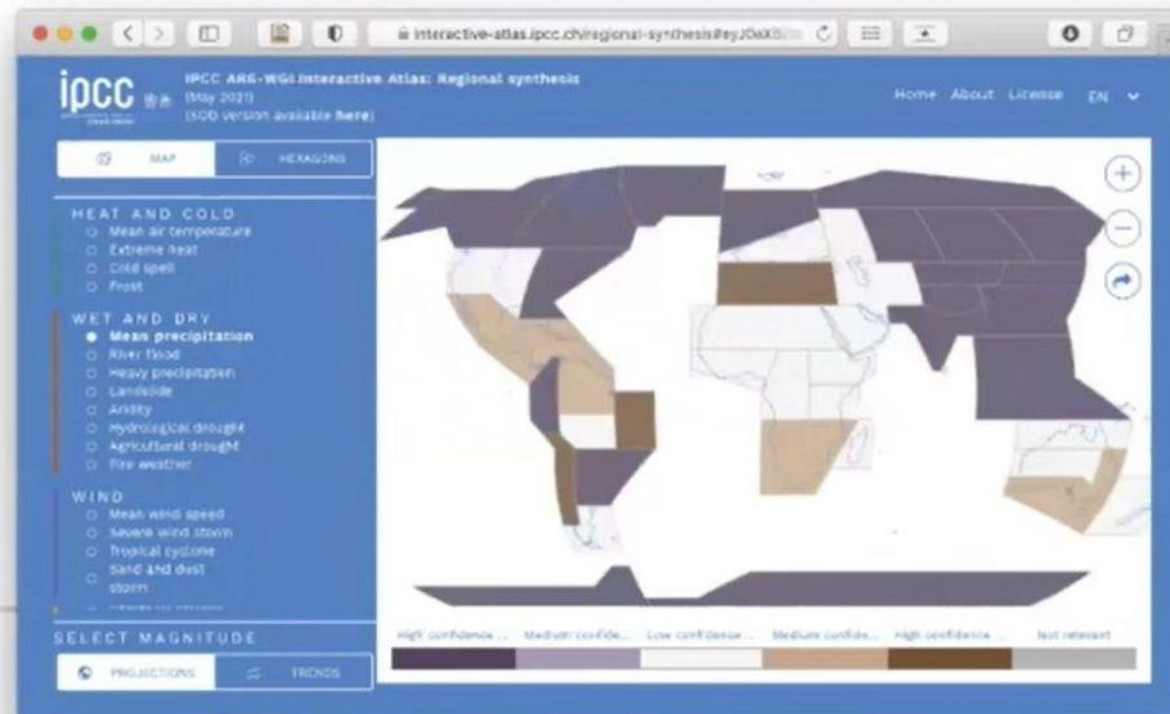 interactive-atlas.ipcc.ch/regional-synthesis
ipcc
IPCC AR6-WGI Interactive Atlas: Regional synthesis
(May 2021)
(SOD version available here)
Home About License EN
MAP HEXAGONS
HEAT AND COLD
Mean air temperature
Extreme heat
Cold spell
Frost
WET AND DRY
Mean precipitation
River flood
Heavy precipitation
Landslide
Aridity
Hydrological drought
Agricultural drought
Fire weather
WIND
Mean wind speed
Severe wind storm
Tropical cyclone
Sand and dust
storm
SELECT MAGNITUDE
PROJECTIONS TRENDS
High confidence ... Medium confide... Low confidence ... Medium confide... High confidence ... Not relevant